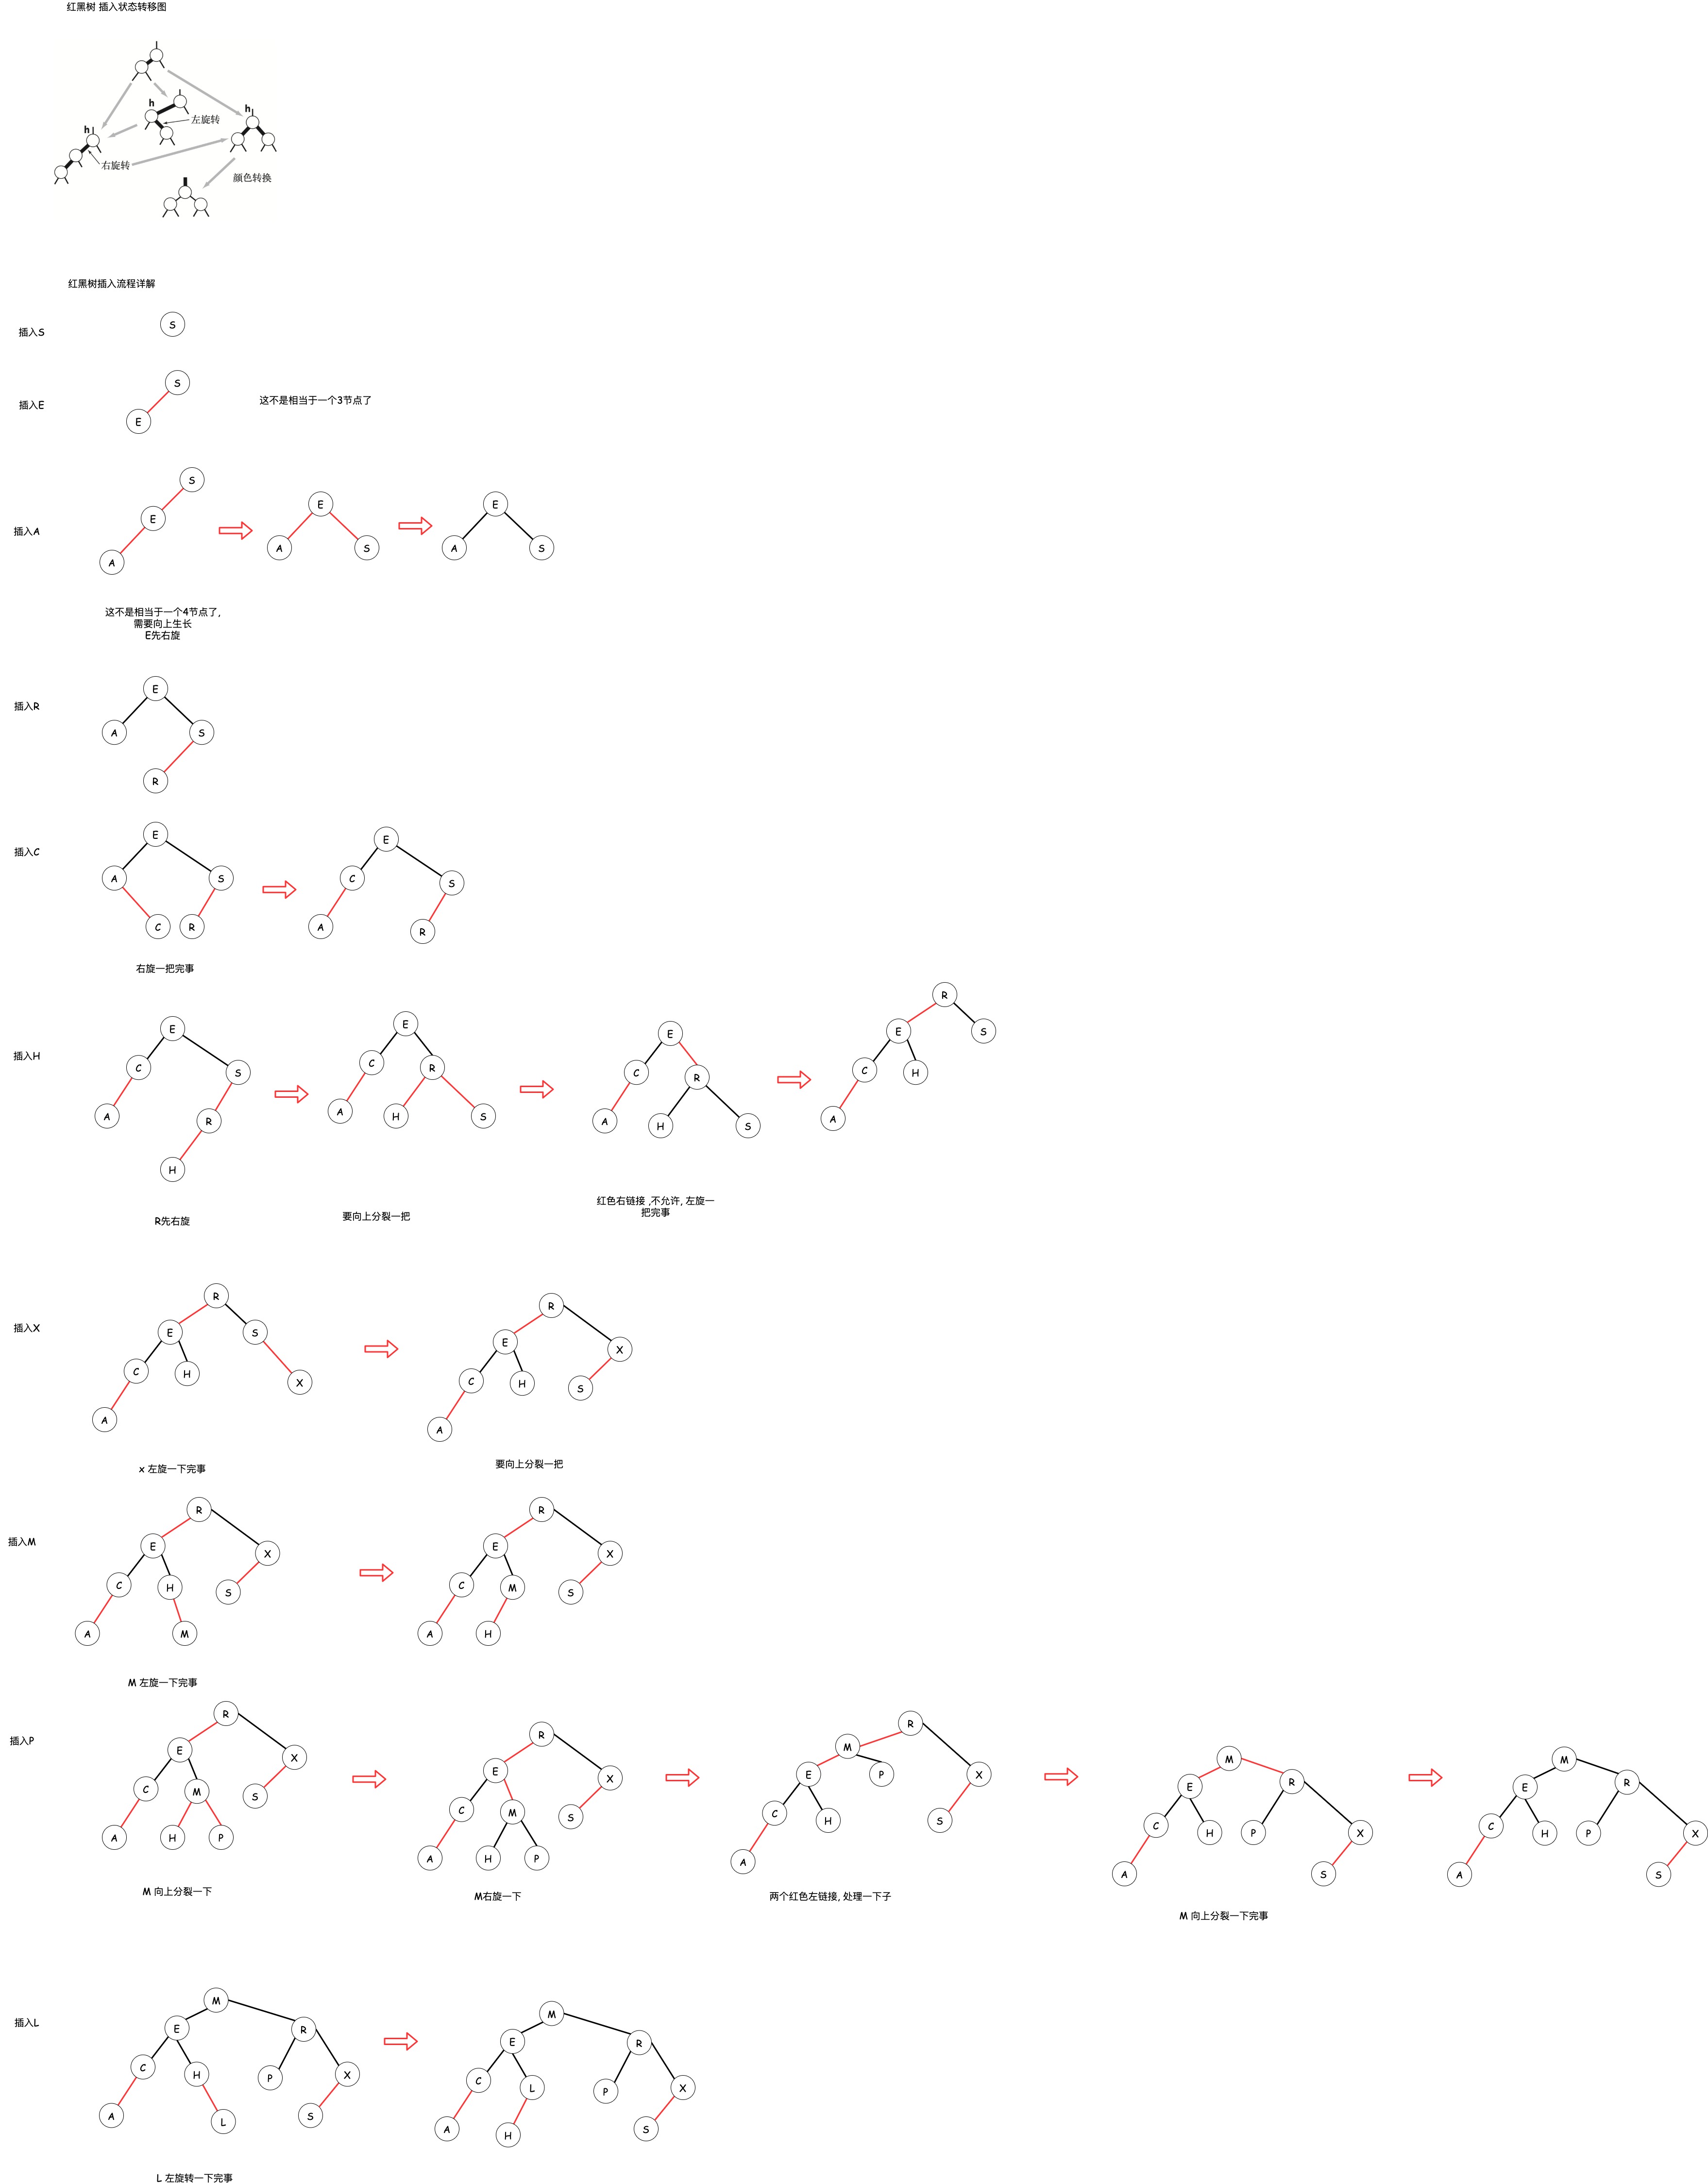 红黑树 插入状态转移图
h
左旋转
h
h
右旋转
颜色转换
红黑树插入流程详解
插入S
S
插入E
S
E
这不是相当于一个3节点了
插入A
S
E
A
E
A
S
E
A
S
这不是相当于一个4节点了,
需要向上生长
E先右旋
插入R
E
A
S
R
插入C
E
A
S
C
R
E
C
S
A
R
右旋一把完事
插入H
E
C
S
A
R
H
E
C
R
A
H
S
E
C
R
A
H
S
R
E
S
C
H
A
R先右旋
要向上分裂一把
红色右链接 ,不允许, 左旋一
把完事
插入X
R
E
S
C
H
X
A
R
E
X
C
H
S
A
x 左旋一下完事
要向上分裂一把
插入M
R
E
X
C
H
S
A
M
R
E
X
C
M
S
A
H
M 左旋一下完事
插入P
R
E
X
C
M
S
A
H
P
R
E
X
C
M
S
A
H
P
R
M
E
P
X
C
H
S
A
M
E
R
C
H
P
X
A
S
M
E
R
C
H
P
X
A
S
M 向上分裂一下
M右旋一下
两个红色左链接, 处理一下子
M 向上分裂一下完事
插入L
M
E
R
C
H
P
X
A
L
S
M
E
R
C
L
P
X
A
H
S
L 左旋转一下完事